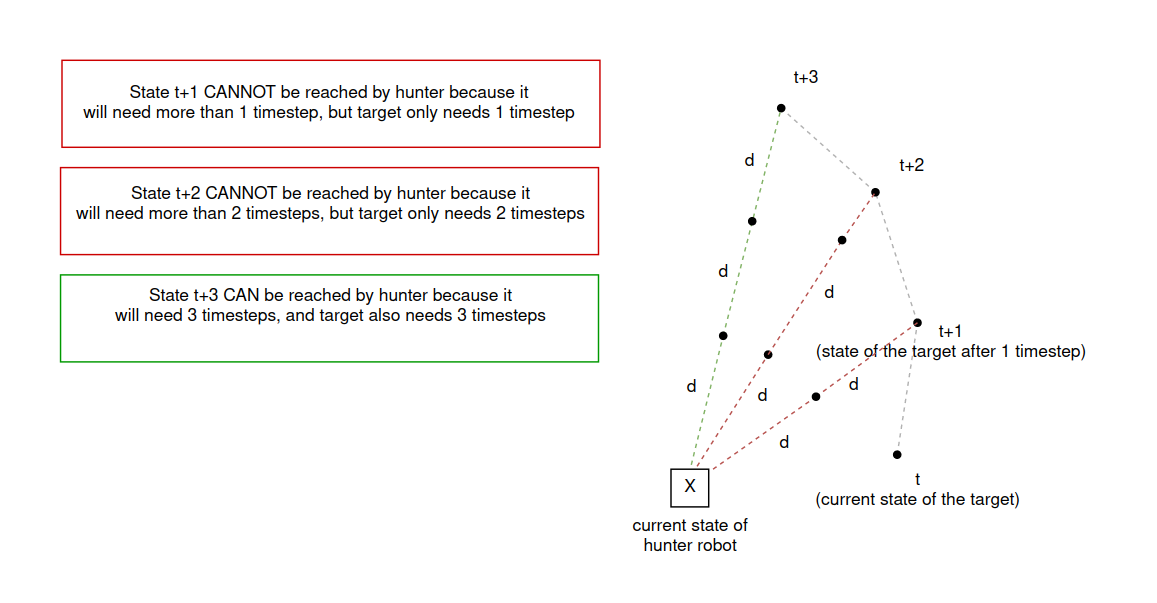 State t+1 CANNOT be reached by hunter because it
will need more than 1 timestep, but target only needs 1 timestep
State t+2 CANNOT be reached by hunter because it
will need more than 2 timesteps, but target only needs 2 timesteps
State t+3 CAN be reached by hunter because it
will need 3 timesteps, and target also needs 3 timesteps
t+3
d
t+2
d
d
t+1
(state of the target after 1 timestep)
d
d
d
d
t
(current state of the target)
X
current state of
hunter robot